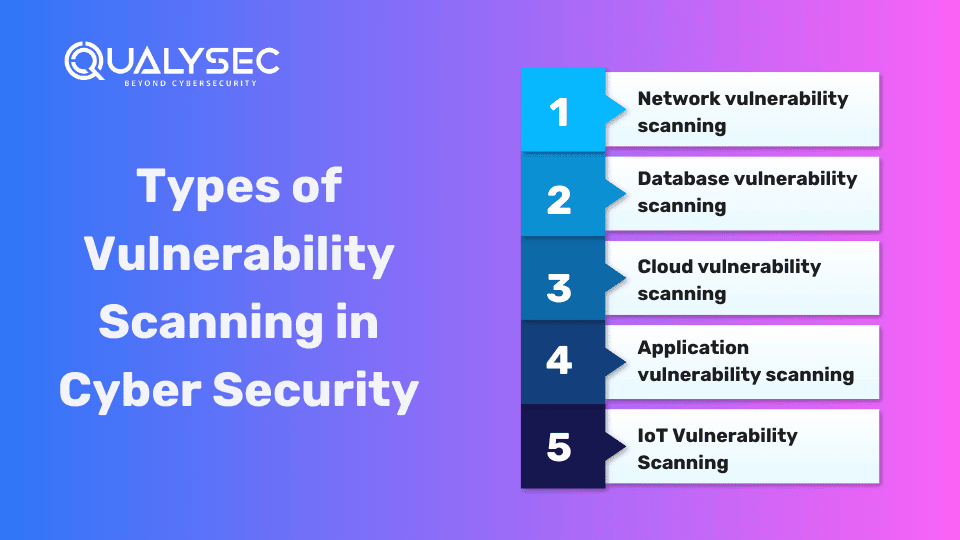 QUALYSEC
BEYOND CYBERSECURITY
Types of
Vulnerability
Scanning in
Cyber Security
1
Network vulnerability
scanning
2
Database vulnerability
scanning
3
Cloud vulnerability
scanning
4
Application
vulnerability scanning
5
IoT Vulnerability
Scanning